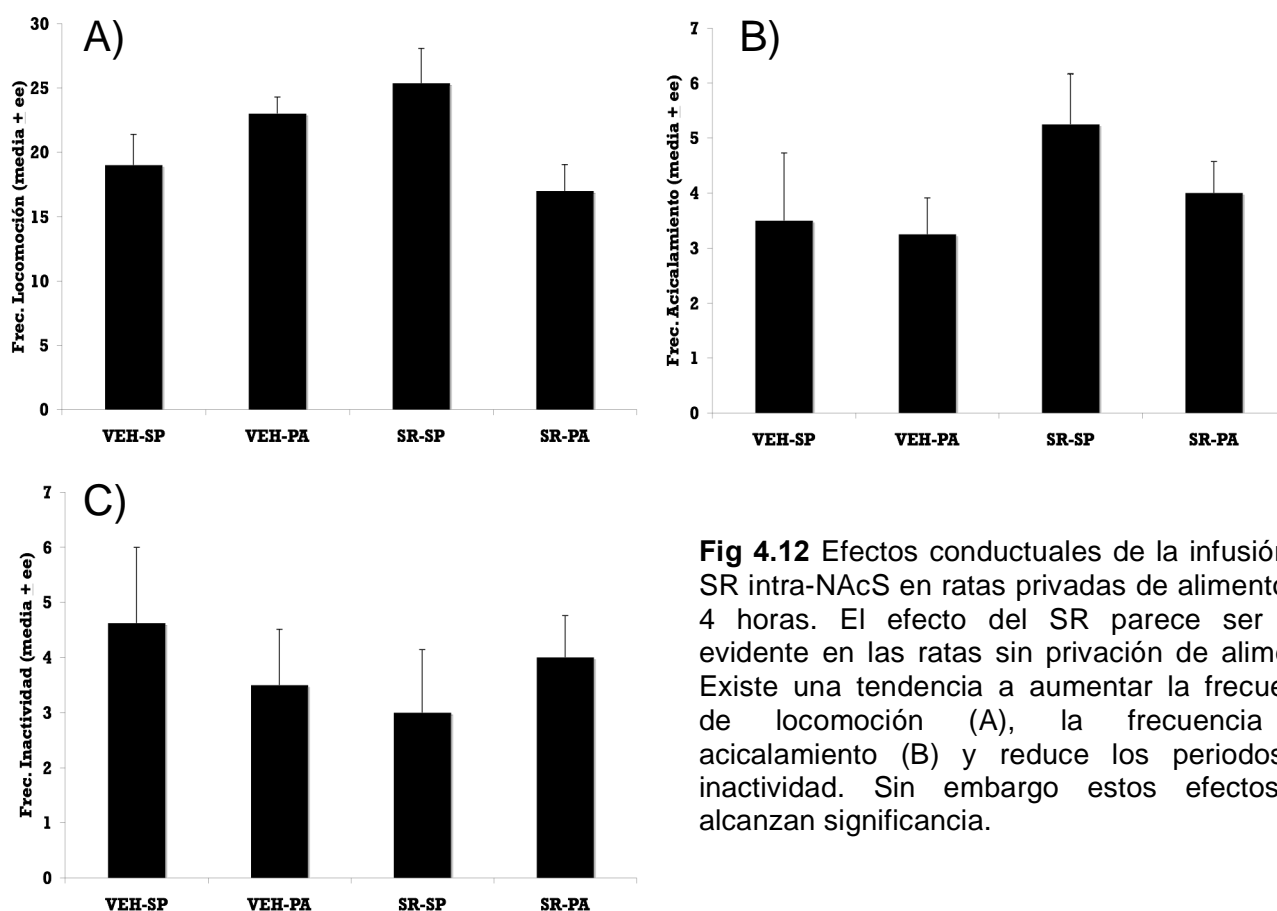 A)
30
25
20
15
10
5
0
Frec. Locomoción (media + ee)
VEH-SP VEH-PA SR-SP SR-PA
B)
7
6
5
4
3
2
1
0
Frec. Acicalamiento (media + ee)
VEH-SP VEH-PA SR-SP SR-PA
C)
7
6
5
4
3
2
1
0
Frec. Inactividad (media + ee)
VEH-SP VEH-PA SR-SP SR-PA
Fig 4.12 Efectos conductuales de la infusión
SR intra-NAcS en ratas privadas de alimento
4 horas. El efecto del SR parece ser
evidente en las ratas sin privación de alime
Existe una tendencia a aumentar la frecue
de locomoción (A), la frecuencia
acicalamiento (B) y reduce los periodos
inactividad. Sin embargo estos efectos
alcanzan significancia.